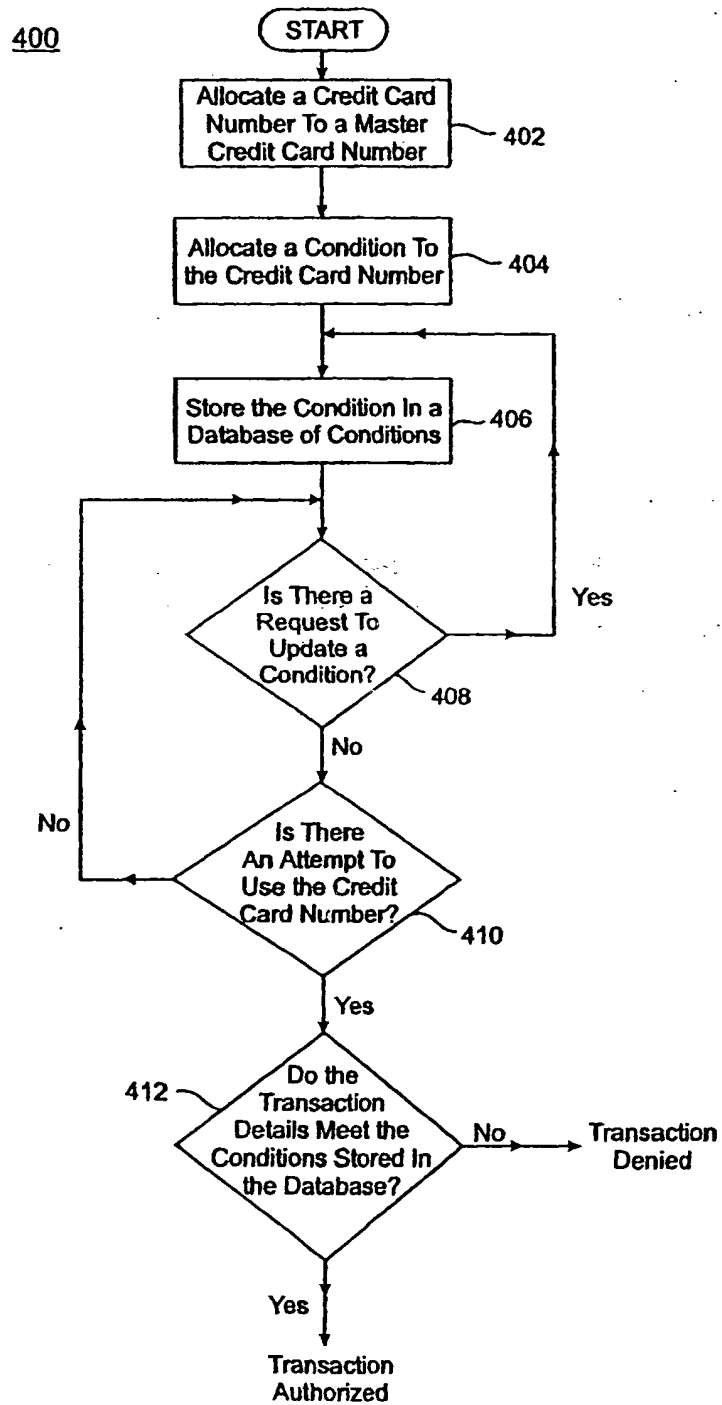 400
START
Allocate a Credit Card
Number To a Master
Credit Card Number
402
Allocate a Condition To
the Credit Card Number
404
Store the Condition In a
Database of Conditions
406
Is There a
Request To
Update a
Condition?
Yes
408
No
Is There
An Attempt To
Use the Credit
Card Number?
No
410
Yes
412
Do the
Transaction
Details Meet the
Conditions Stored In
the Database?
No
Transaction
Denied
Yes
Transaction
Authorized